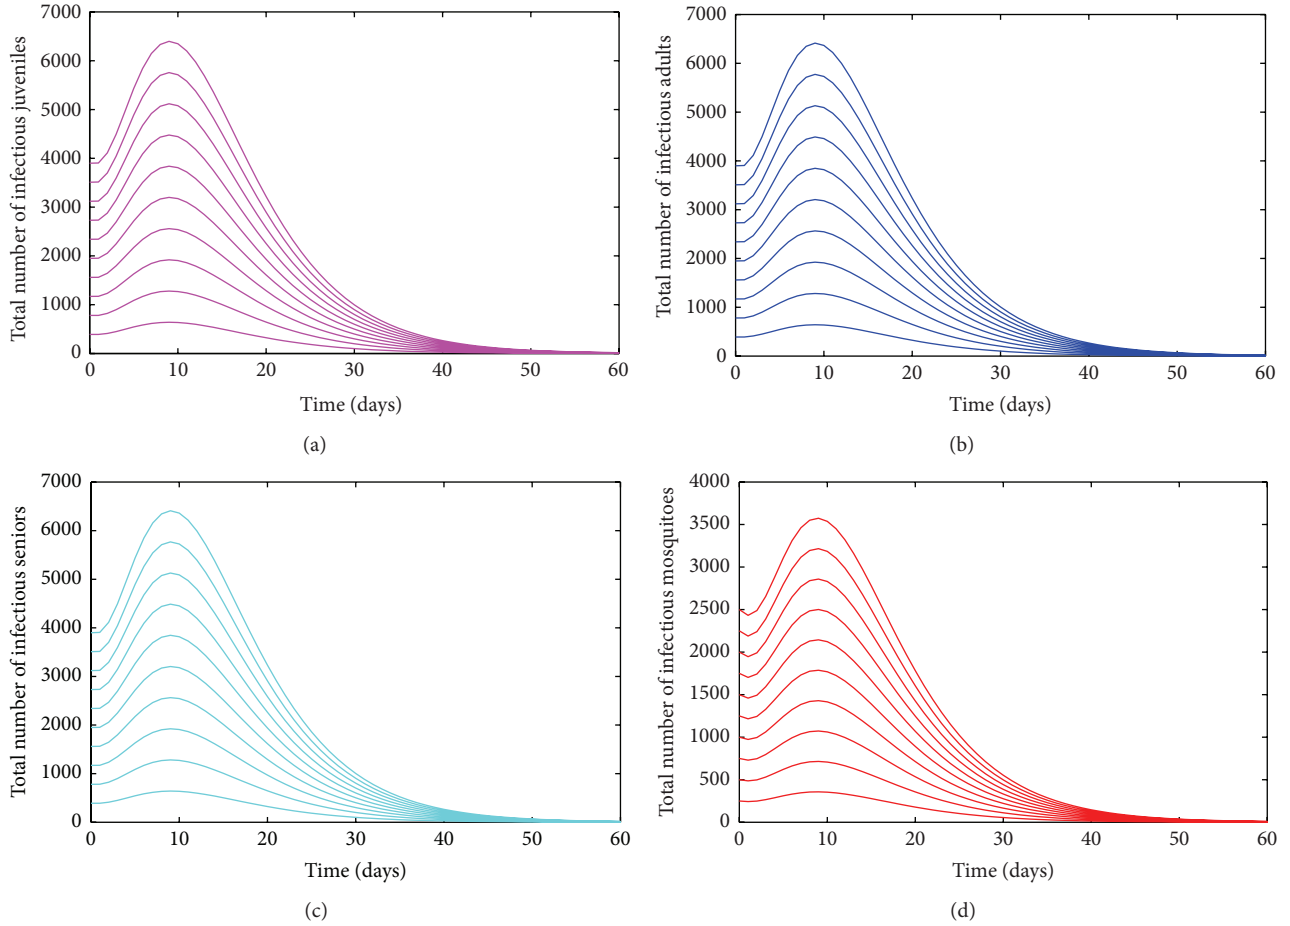 Total number of infectious juveniles
7000
6000
5000
4000
3000
2000
1000
0
0 10 20 30 40 50 60
Time (days)
(a)
Total number of infectious adults
7000
6000
5000
4000
3000
2000
1000
0
0 10 20 30 40 50 60
Time (days)
(b)
Total number of infectious seniors
7000
6000
5000
4000
3000
2000
1000
0
0 10 20 30 40 50 60
Time (days)
(c)
Total number of infectious mosquitoes
4000
3500
3000
2500
2000
1500
1000
500
0
0 10 20 30 40 50 60
Time (days)
(d)